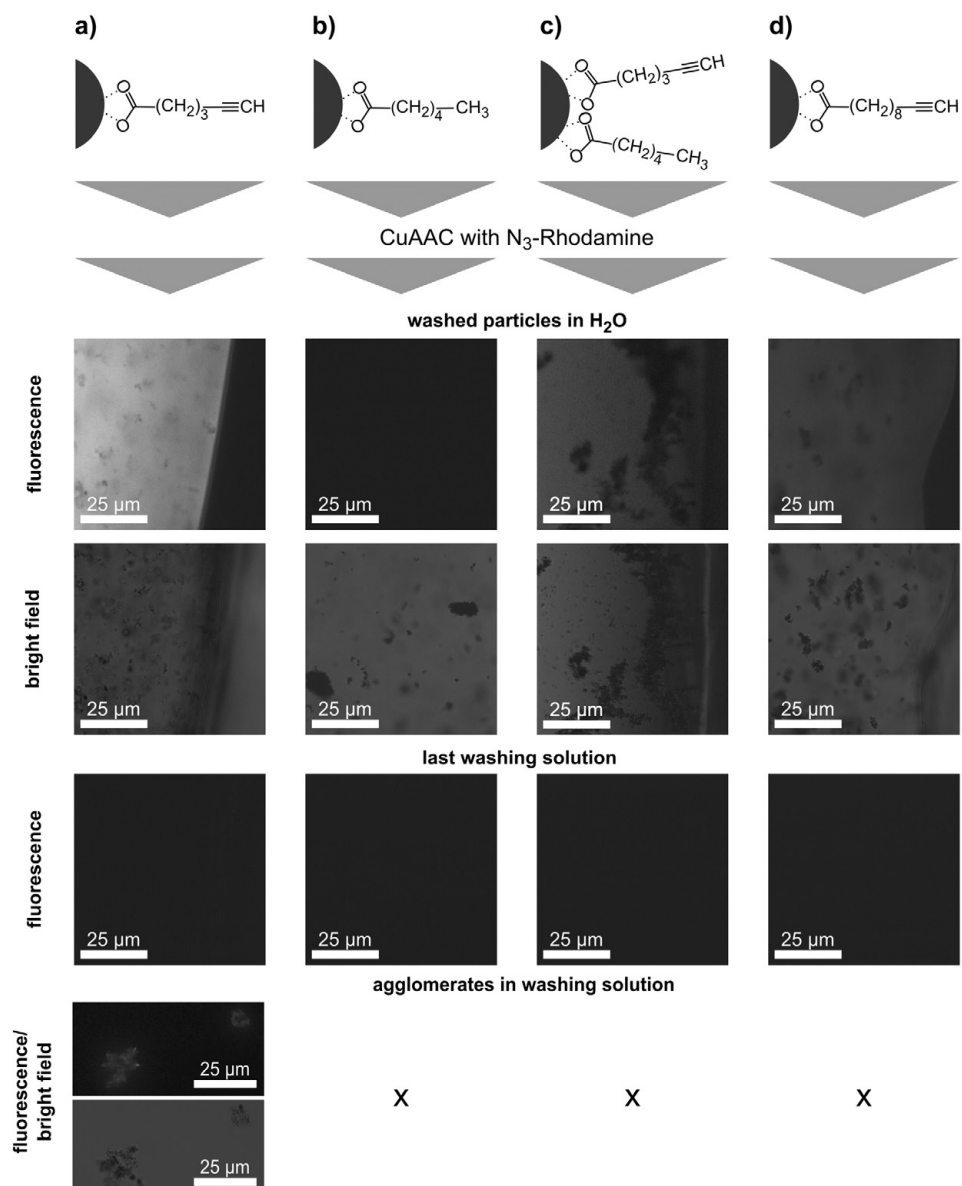 a) b) c) d)
O O (CH₂)₃ ≡CH
O O (CH₂)₄ CH₃
O O (CH₂)₃ ≡CH
O O (CH₂)₄ CH₃
O O (CH₂)₈ ≡CH
CuAAC with N₃-Rhodamine
washed particles in H₂O
fluorescence
25 µm 25 µm 25 µm 25 µm
bright field
25 µm 25 µm 25 µm 25 µm
last washing solution
fluorescence
25 µm 25 µm 25 µm 25 µm
agglomerates in washing solution
fluorescence/
bright field
25 µm
25 µm
x x x